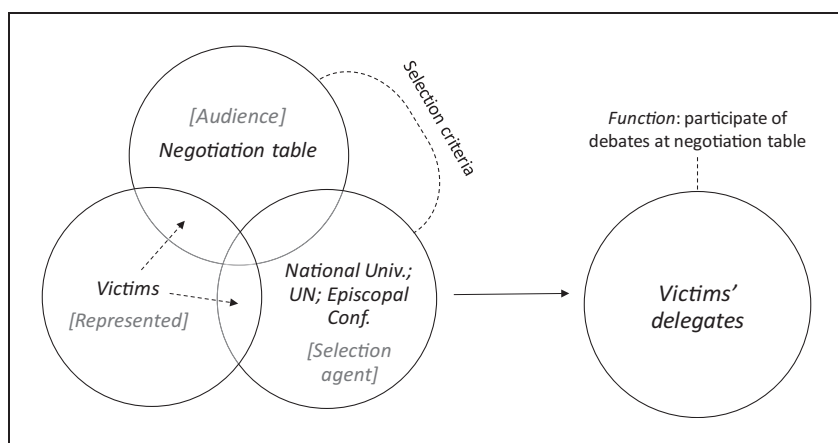 [Audience]
Negotiation table
Selection criteria
Victims
[Represented]
National Univ.;
UN; Episcopal
Conf.
[Selection
agent]
Function: participate of
debates at negotiation table
Victims'
delegates